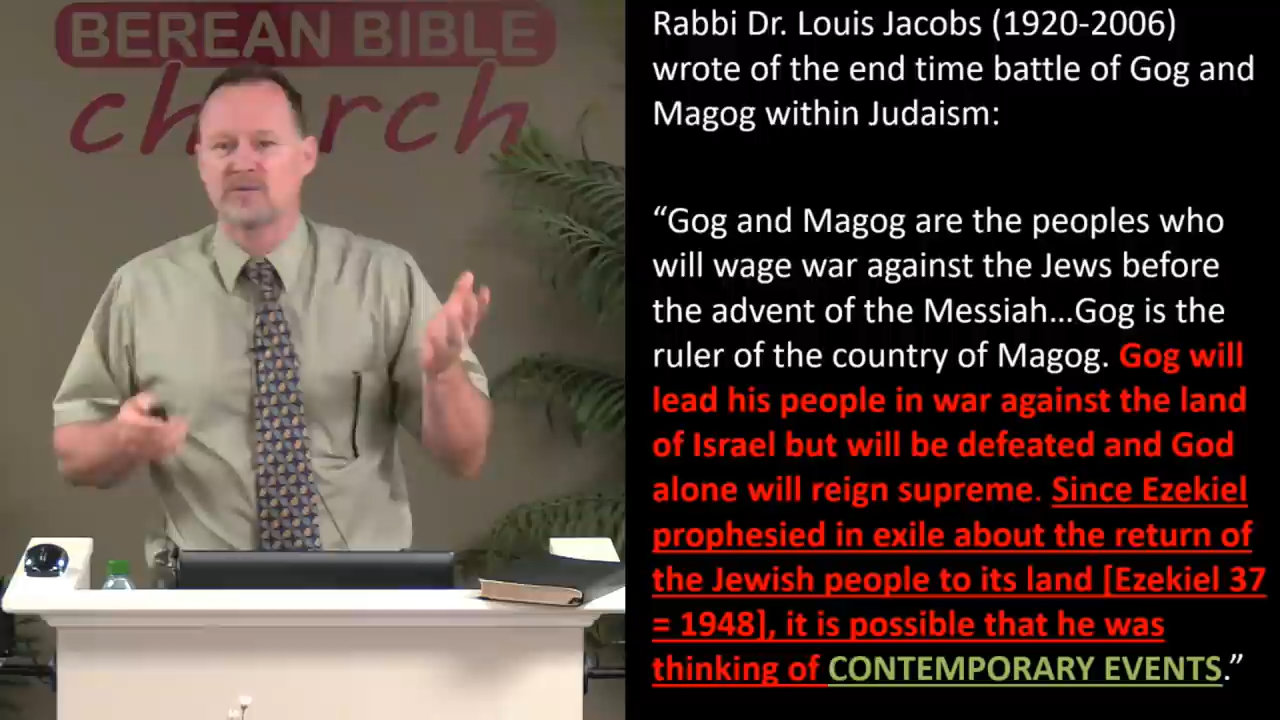 BEREAN BIBLE
church
Rabbi Dr. Louis Jacobs (1920-2006)
wrote of the end time battle of Gog and
Magog within Judaism:
“Gog and Magog are the peoples who
will wage war against the Jews before
the advent of the Messiah…Gog is the
ruler of the country of Magog. Gog will
lead his people in war against the land
of Israel but will be defeated and God
alone will reign supreme. Since Ezekiel
prophesied in exile about the return of
the Jewish people to its land [Ezekiel 37
= 1948], it is possible that he was
thinking of CONTEMPORARY EVENTS.”